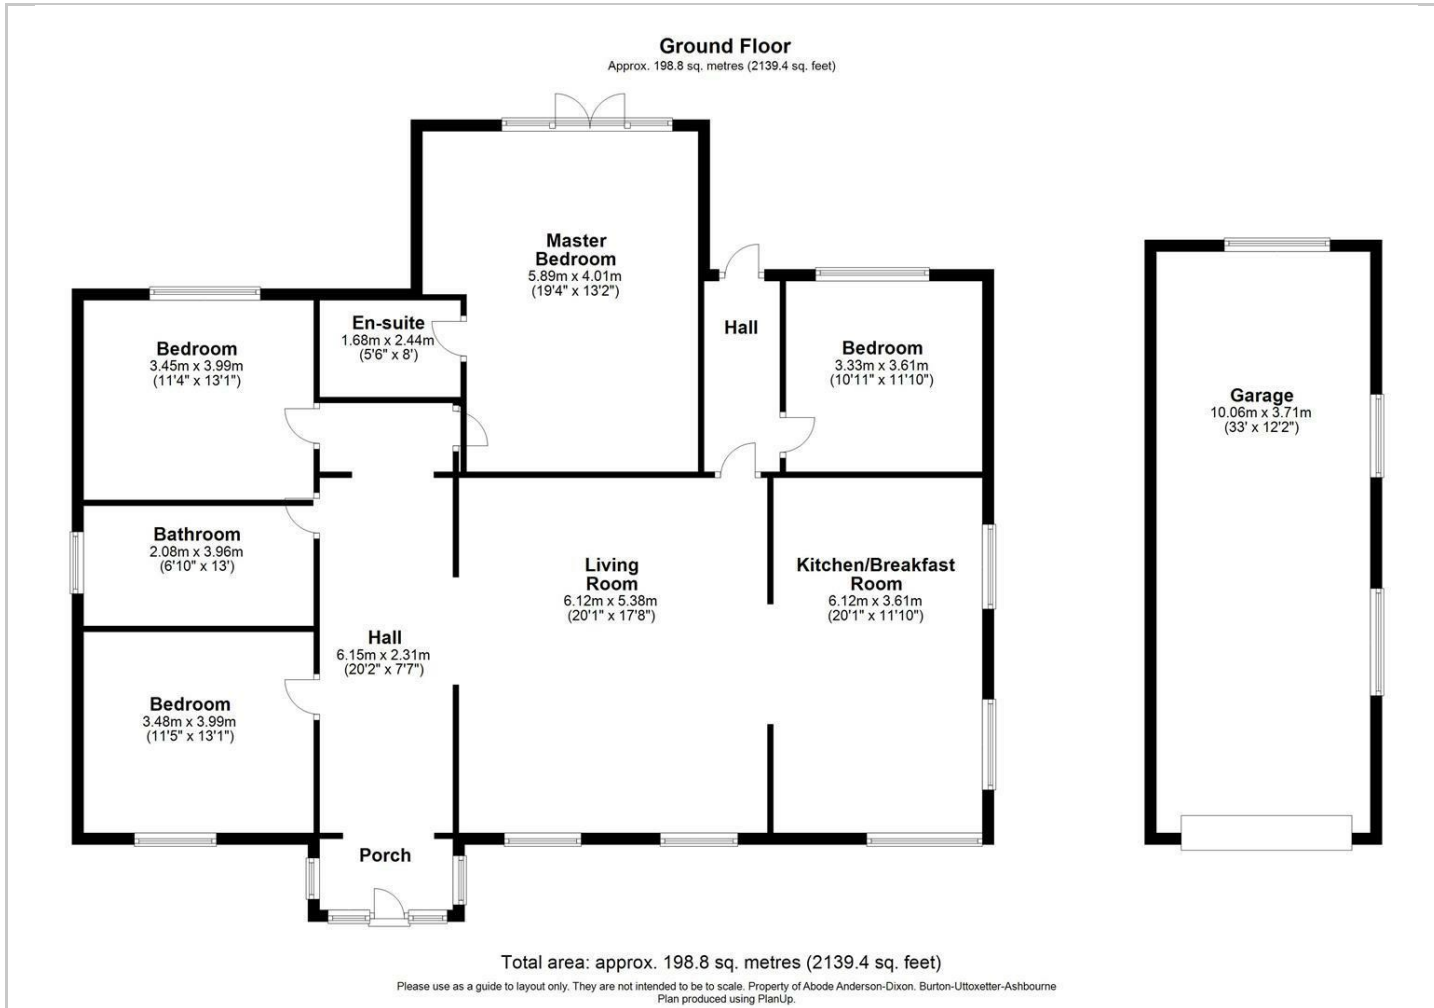 Ground Floor
Approx. 198.8 sq. metres (2139.4 sq. feet)
Master
Bedroom
5.89m x 4.01m
(19'4" x 13'2")
En-suite
1.68m x 2.44m
(5'6" x 8')
Hall
Bedroom
3.45m x 3.99m
(11'4" x 13'1")
Bedroom
3.33m x 3.61m
(10'11" x 11'10")
Garage
10.06m x 3.71m
(33' x 12'2")
Bathroom
2.08m x 3.96m
(6'10" x 13')
Living
Room
6.12m x 5.38m
(20'1" x 17'8")
Kitchen/Breakfast
Room
6.12m x 3.61m
(20'1" x 11'10")
Hall
6.15m x 2.31m
(20'2" x 7'7")
Bedroom
3.48m x 3.99m
(11'5" x 13'1")
Porch
Total area: approx. 198.8 sq. metres (2139.4 sq. feet)
Please use as a guide to layout only. They are not intended to be to scale. Property of Abode Anderson-Dixon. Burton-Uttoxetter-Ashbourne
Plan produced using PlanUp.